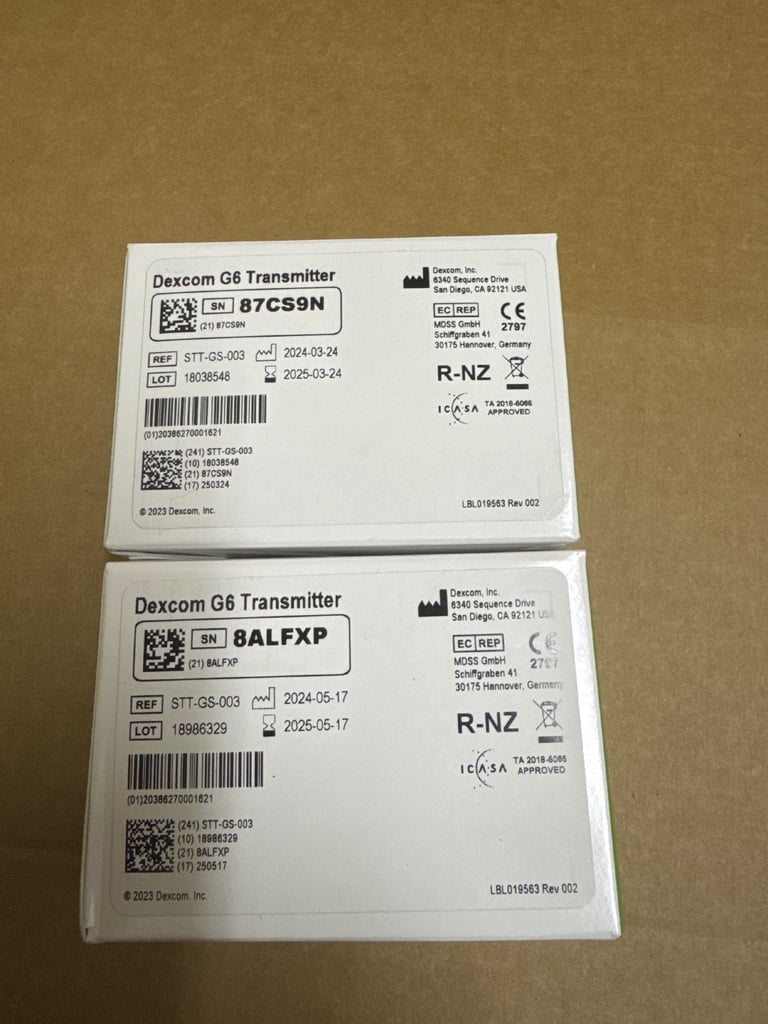 Dexcom G6 Transmitter
SN 87CS9N
(21) 87CS9N
REF STT-GS-003 2024-03-24
LOT 18038548 2025-03-24
(01)20386270001621
(241) STT-GS-003
(10) 18038548
(21) 87CS9N
(17) 250324
© 2023 Dexcom, Inc.
Dexcom, Inc.
6340 Sequence Drive
San Diego, CA 92121 USA
EC REP CE
MDSS GmbH 2797
Schiffgraben 41
30175 Hannover, Germany
R-NZ
ICASA TA 2018-6066
APPROVED
LBL019563 Rev 002
Dexcom G6 Transmitter
SN 8ALFXP
(21) 8ALFXP
REF STT-GS-003 2024-05-17
LOT 18986329 2025-05-17
(01)20386270001621
(241) STT-GS-003
(10) 18986329
(21) 8ALFXP
(17) 250517
© 2023 Dexcom, Inc.
Dexcom, Inc.
6340 Sequence Drive
San Diego, CA 92121 USA
EC REP CE
MDSS GmbH 2797
Schiffgraben 41
30175 Hannover, Germany
R-NZ
ICASA TA 2018-6066
APPROVED
LBL019563 Rev 002